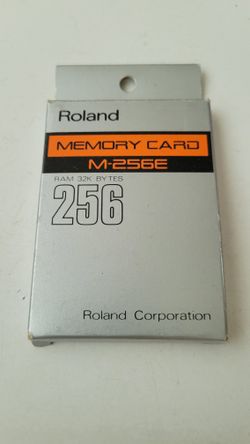 Roland
MEMORY CARD
M-256E
RAM 32K BYTES
256
Roland Corporation